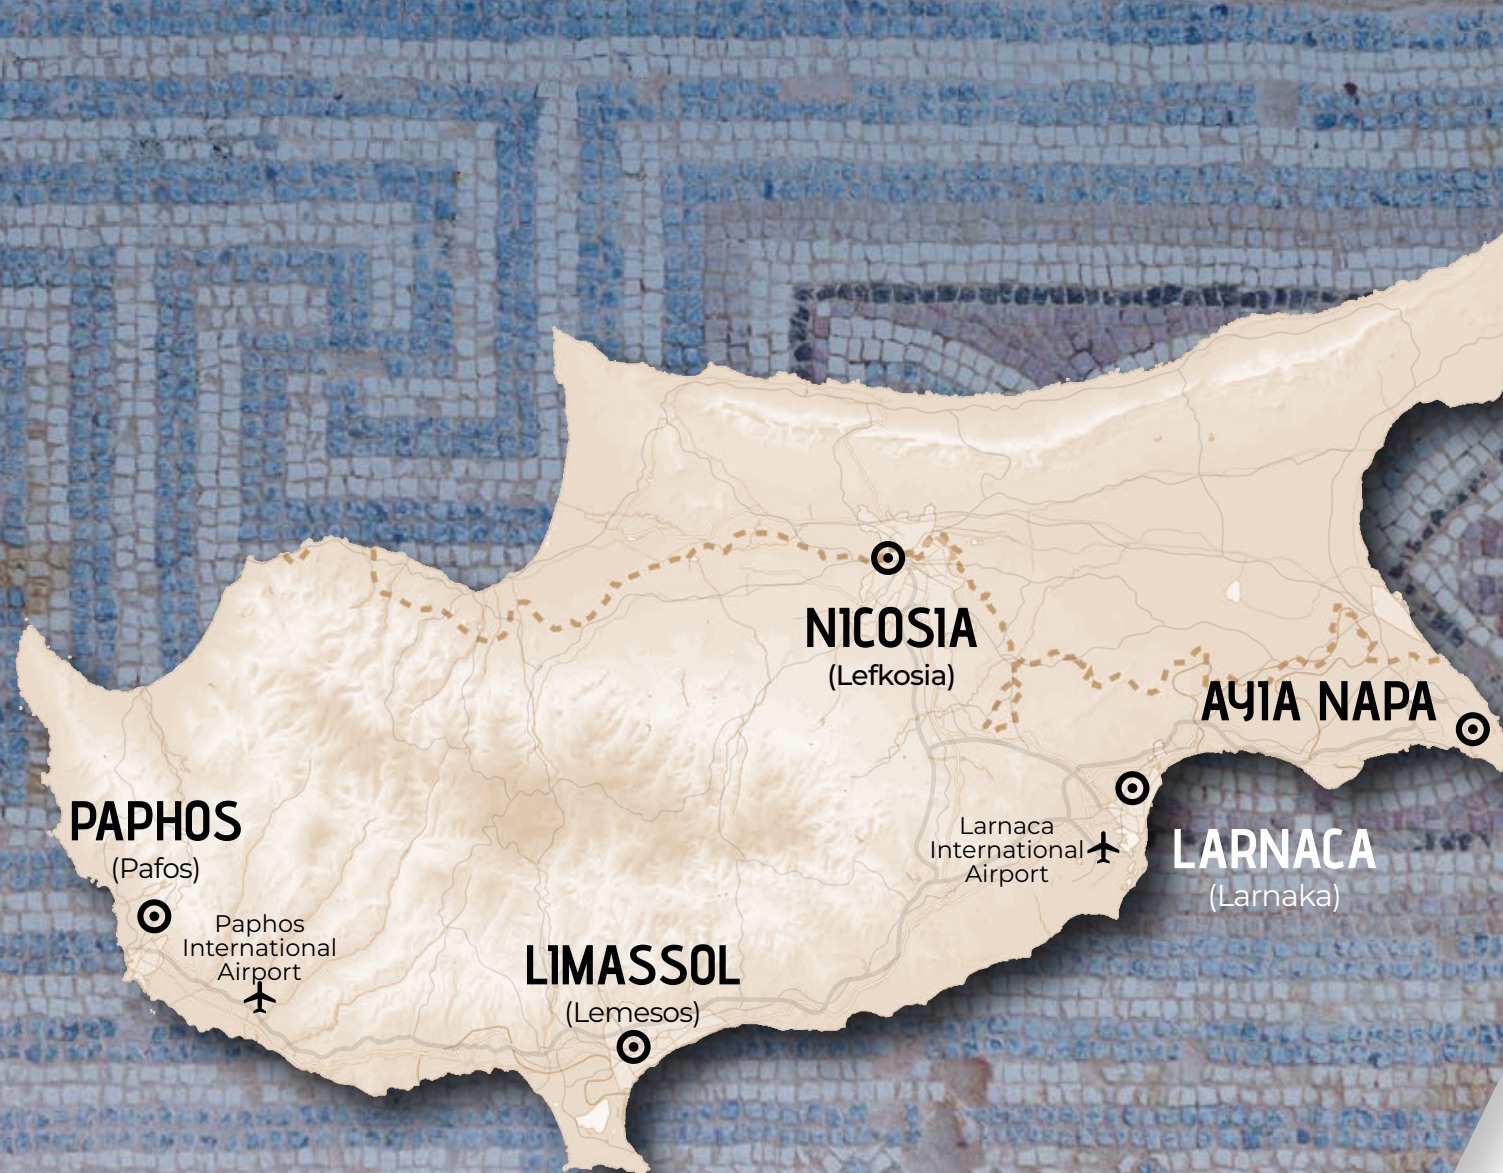 NICOSIA
(Lefkosia)
AYIA NAPA
PAPHOS
(Pafos)
Larnaca
International
Airport
LARNACA
(Larnaka)
Paphos
International
Airport
LIMASSOL
(Lemesos)